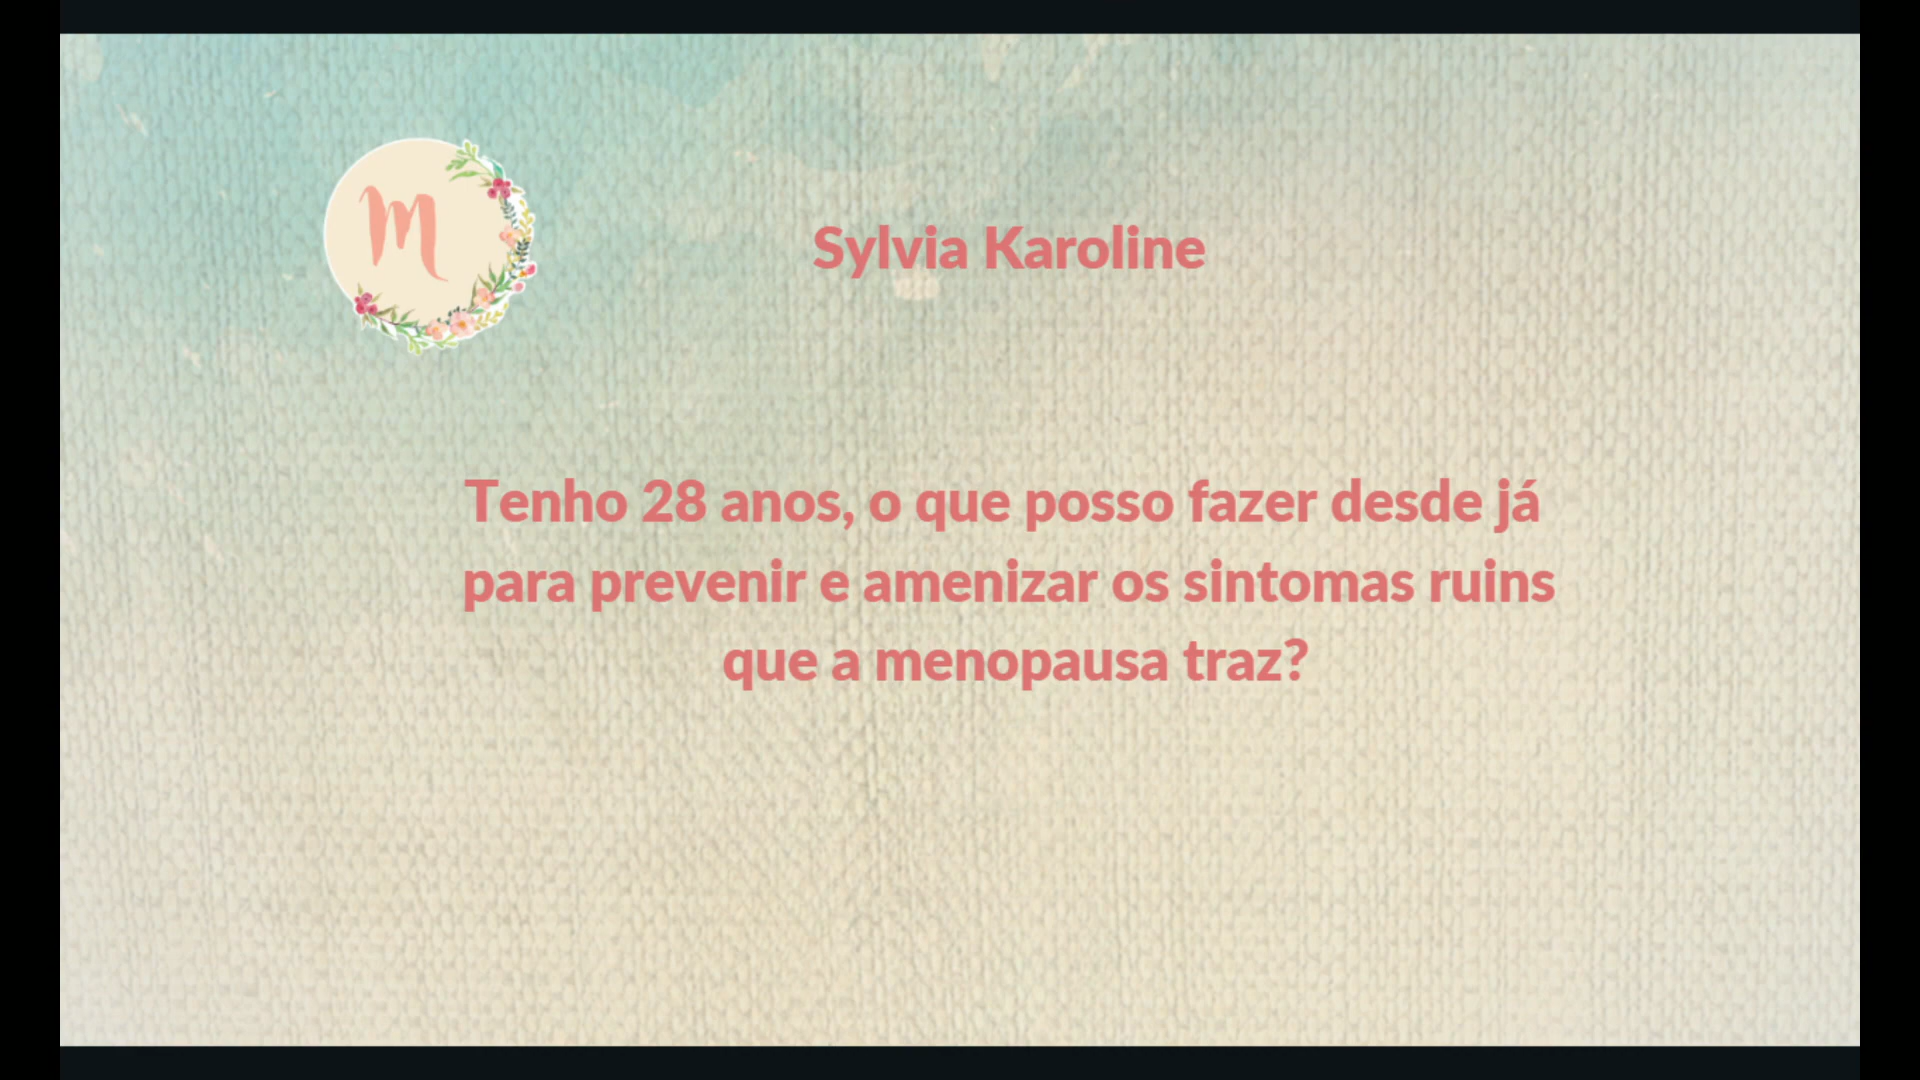 m
Sylvia Karoline
Tenho 28 anos, o que posso fazer desde já
para prevenir e amenizar os sintomas ruins
que a menopausa traz?